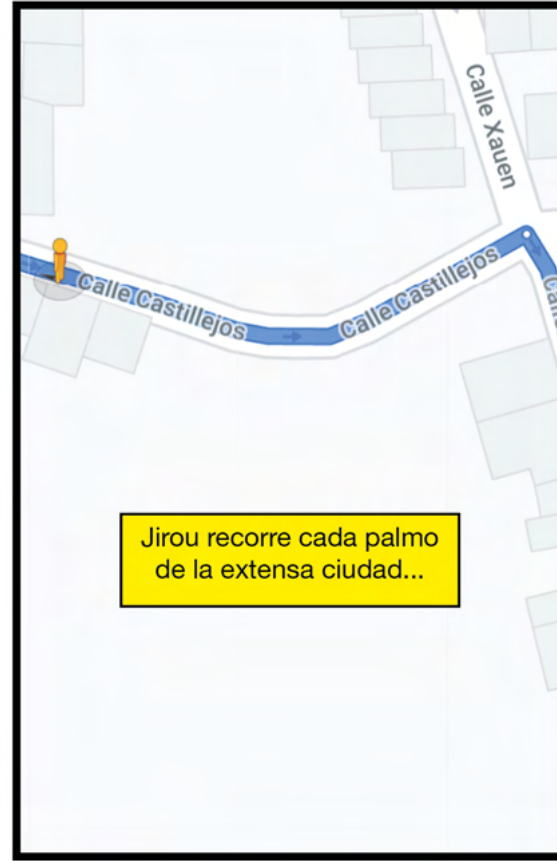 Calle Xauen
Calle Castillejos
Calle Castillejos
Jirou recorre cada palmo
de la extensa ciudad...